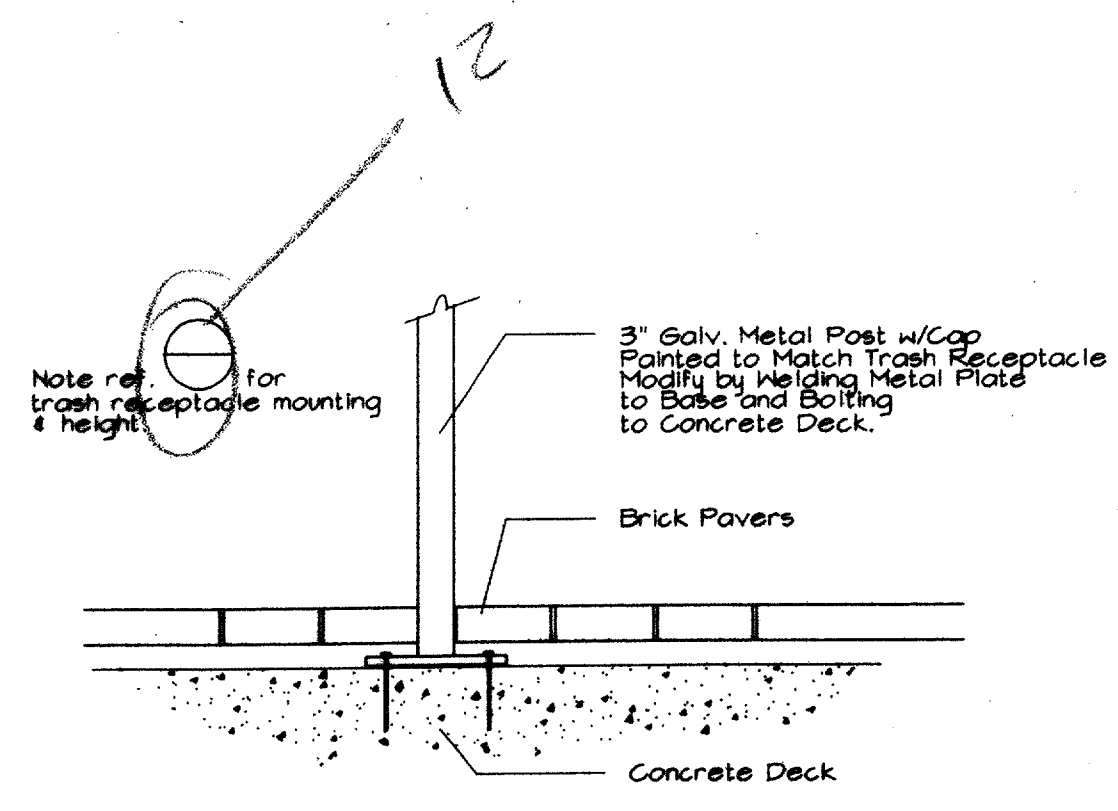 12
Note ref. for
trash receptacle mounting
& height.
3" Galv. Metal Post w/Cap
Painted to Match Trash Receptacle
Modify by Welding Metal Plate
to Base and Bolting
to Concrete Deck.
Brick Pavers
Concrete Deck